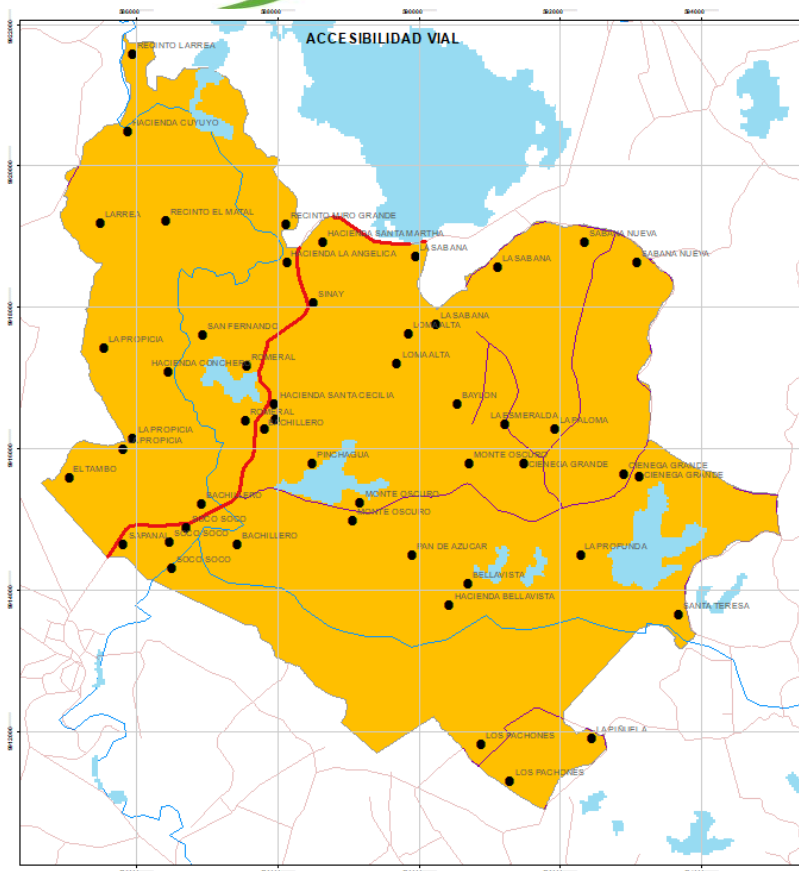 ACCESIBILIDAD VIAL
RECINTO LARREA
HACIENDA CUYUYO
LARREA
RECINTO EL MATAL
RECINTO LIRO GRANDE
HACIENDA SANTA MARTHA
HACIENDA LA ANGELICA
LA SABANA
LA SABANA
SABANA NUEVA
SABANA NUEVA
SINAY
SAN FERNANDO
LA SABANA
LOMA ALTA
LA PROPICIA
HACIENDA CONCHERO
ROMERAL
LOMA ALTA
HACIENDA SANTA CECILIA
BAYLON
ROMERAL
BACHILLERO
LA ESMERALDA
LA PALOMA
LA PROPICIA
PROPICIA
EL TAMBO
PINCHAGUA
MONTE OSCURO
CIENEGA GRANDE
CIENEGA GRANDE
CIENEGA GRANDE
BACHILLERO
MONTE OSCURO
SOCO SOCO
MONTE OSCURO
SAPANAL
SOCO SOCO
BACHILLERO
PAN DE AZUCAR
LA PROFUNDA
SOCO SOCO
BELLAVISTA
HACIENDA BELLAVISTA
SANTA TERESA
LOS PACHONES
LA PIÑUELA
LOS PACHONES